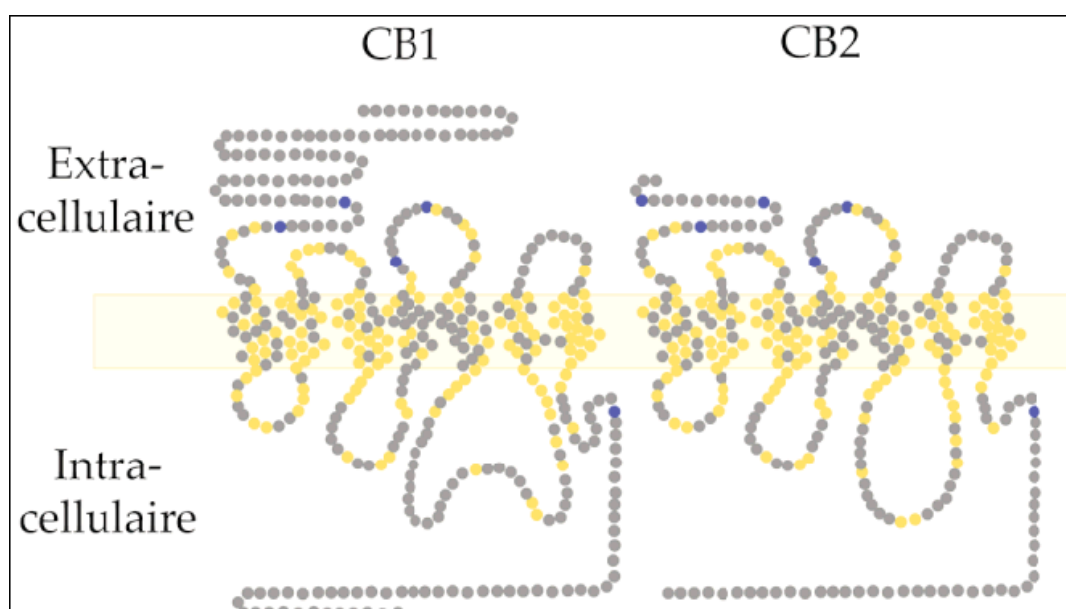 CB1
CB2
Extra-
cellulaire
Intra-
cellulaire